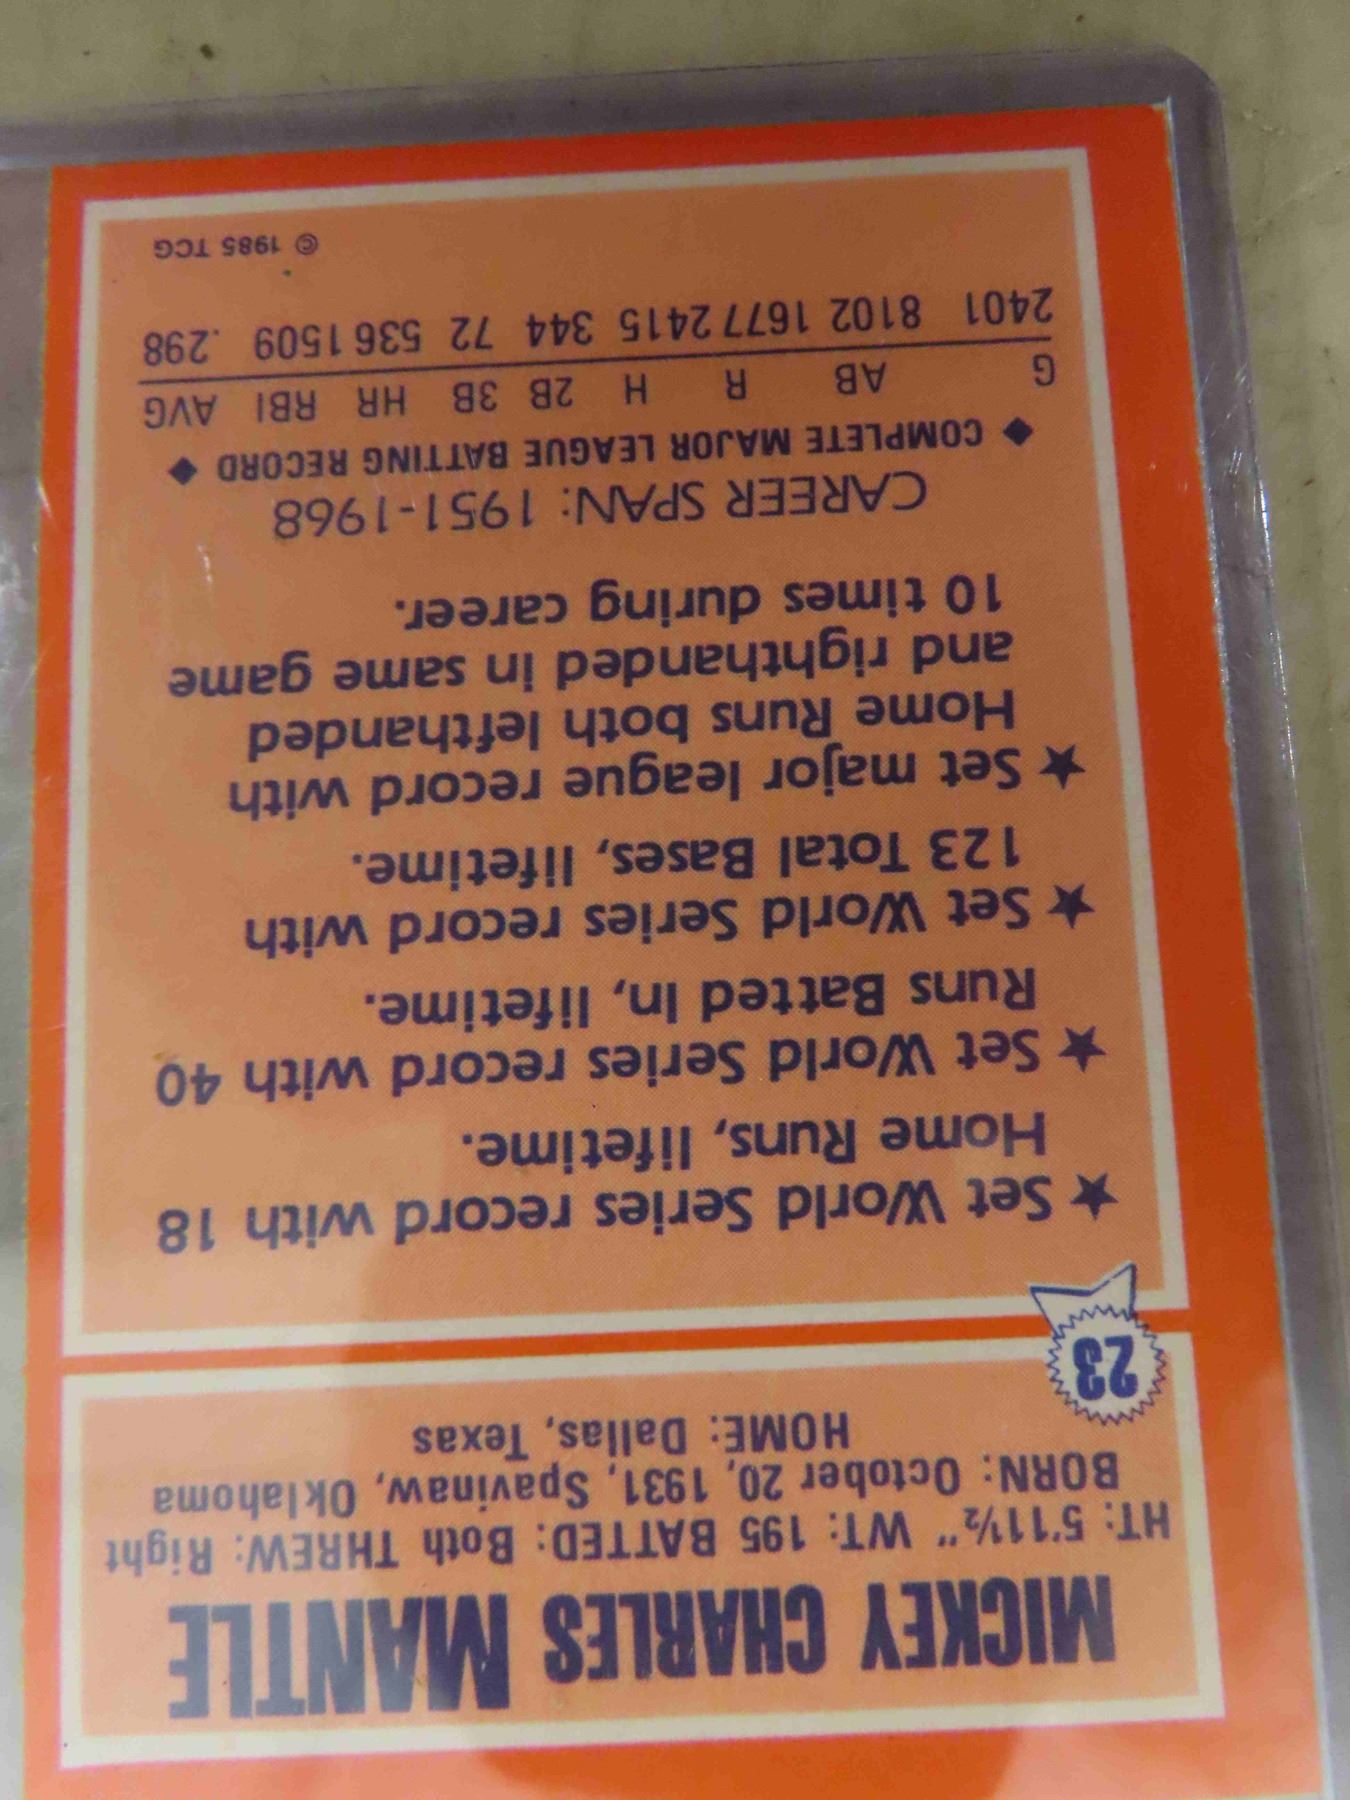 MICKEY CHARLES MANTLE
HT: 5'11½" WT: 195 BATTED: Both THREW: Right
BORN: October 20, 1931, Spavinaw, Oklahoma
HOME: Dallas, Texas
23
★ Set World Series record with 18
Home Runs, lifetime.
★ Set World Series record with 40
Runs Batted In, lifetime.
★ Set World Series record with
123 Total Bases, lifetime.
★ Set major league record with
Home Runs both lefthanded
and righthanded in same game
10 times during career.
CAREER SPAN: 1951-1968
◆ COMPLETE MAJOR LEAGUE BATTING RECORD ◆
G AB R H 2B 3B HR RBI AVG
2401 8102 1677 2415 344 72 536 1509 .298
© 1985 TCG